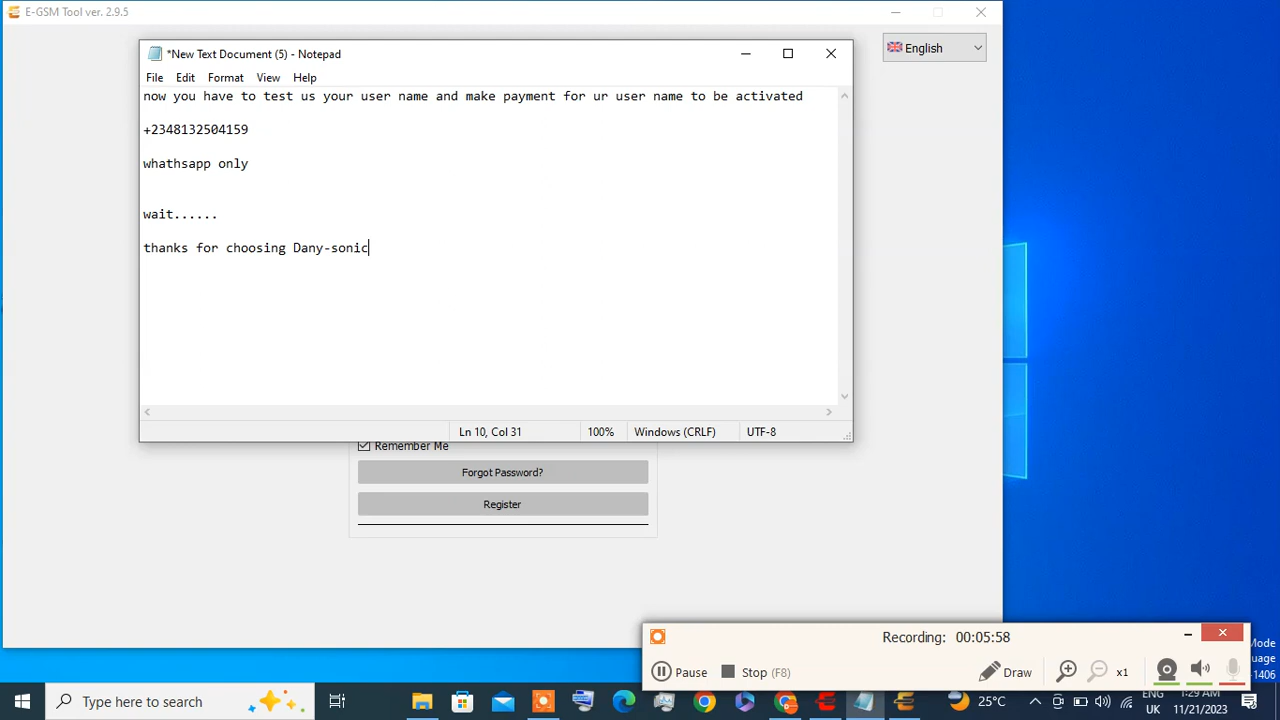 E-GSM Tool ver. 2.9.5
English
*New Text Document (5) - Notepad
File Edit Format View Help
now you have to test us your user name and make payment for ur user name to be activated
+2348132504159
whathsapp only
wait......
thanks for choosing Dany-sonic
Ln 10, Col 31 100% Windows (CRLF) UTF-8
Remember Me
Forgot Password?
Register
Recording: 00:05:58
Pause Stop (F8) Draw x1
Mode
uage
-1406
Type here to search
25°C
ENG
UK
1:29 AM
11/21/2023